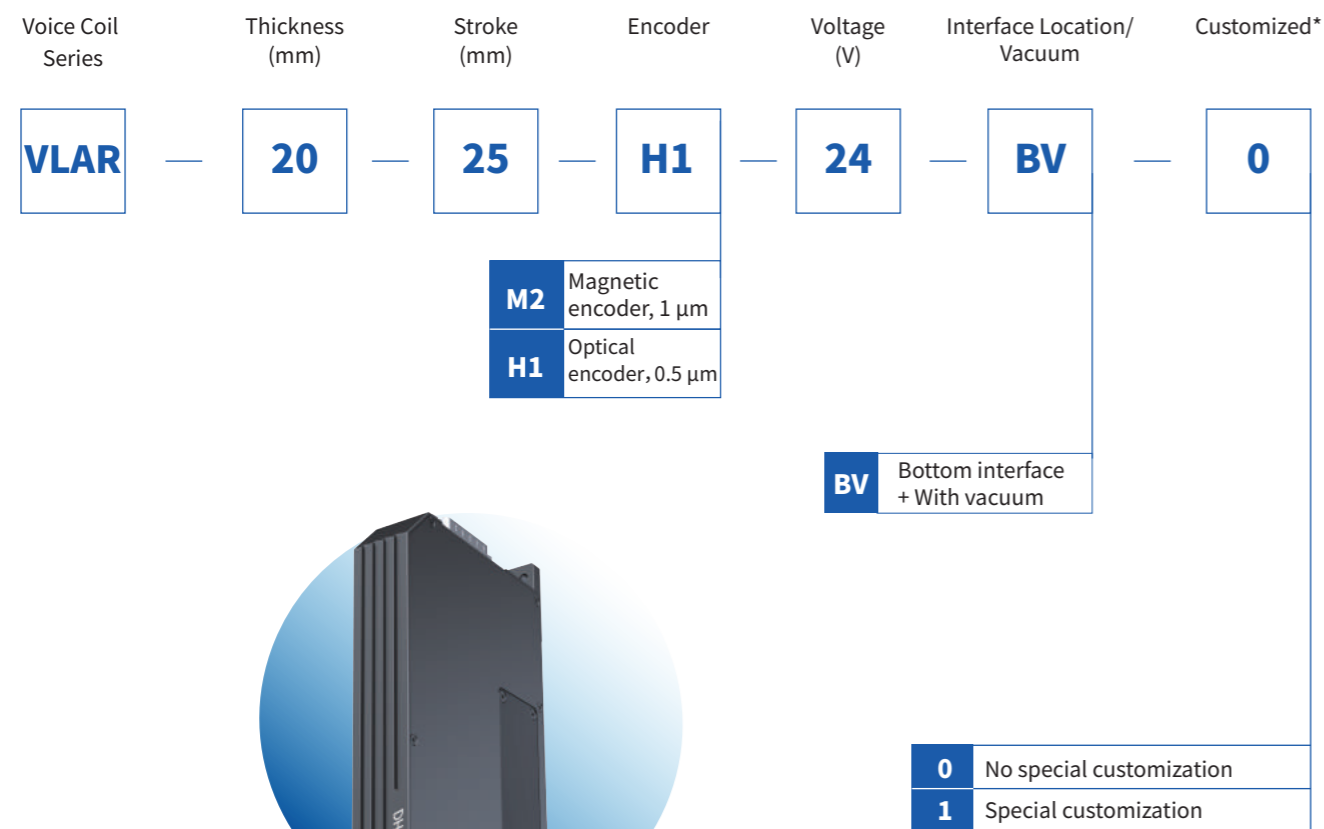 Voice Coil
Series
Thickness
(mm)
Stroke
(mm)
Encoder
Voltage
(V)
Interface Location/
Vacuum
Customized*
VLAR — 20 — 25 — H1 — 24 — BV — 0
M2
Magnetic
encoder, 1 μm
H1
Optical
encoder, 0.5 μm
BV
Bottom interface
+ With vacuum
0 No special customization
1 Special customization
DH